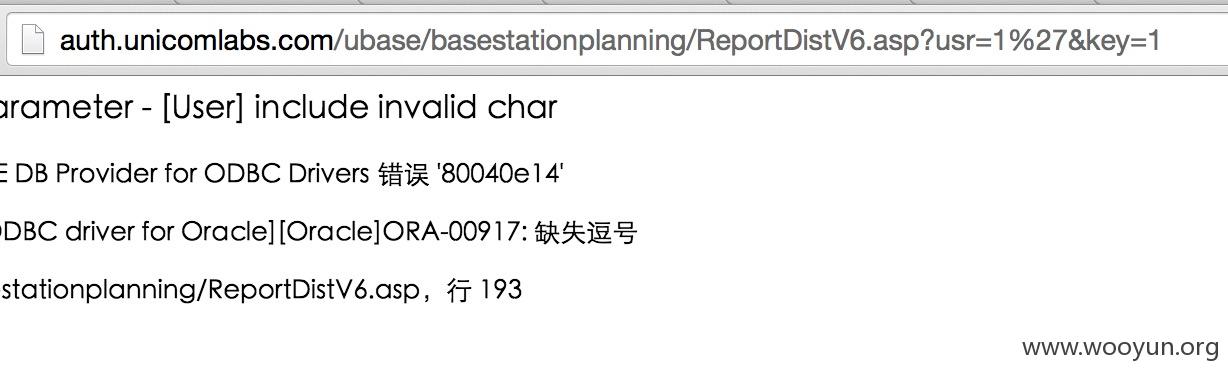 auth.unicomlabs.com/ubase/basestationplanning/ReportDistV6.asp?usr=1%27&key=1
arameter - [User] include invalid char
E DB Provider for ODBC Drivers 错误 '80040e14'
ODBC driver for Oracle][Oracle]ORA-00917: 缺失逗号
estationplanning/ReportDistV6.asp，行 193
www.wooyun.org